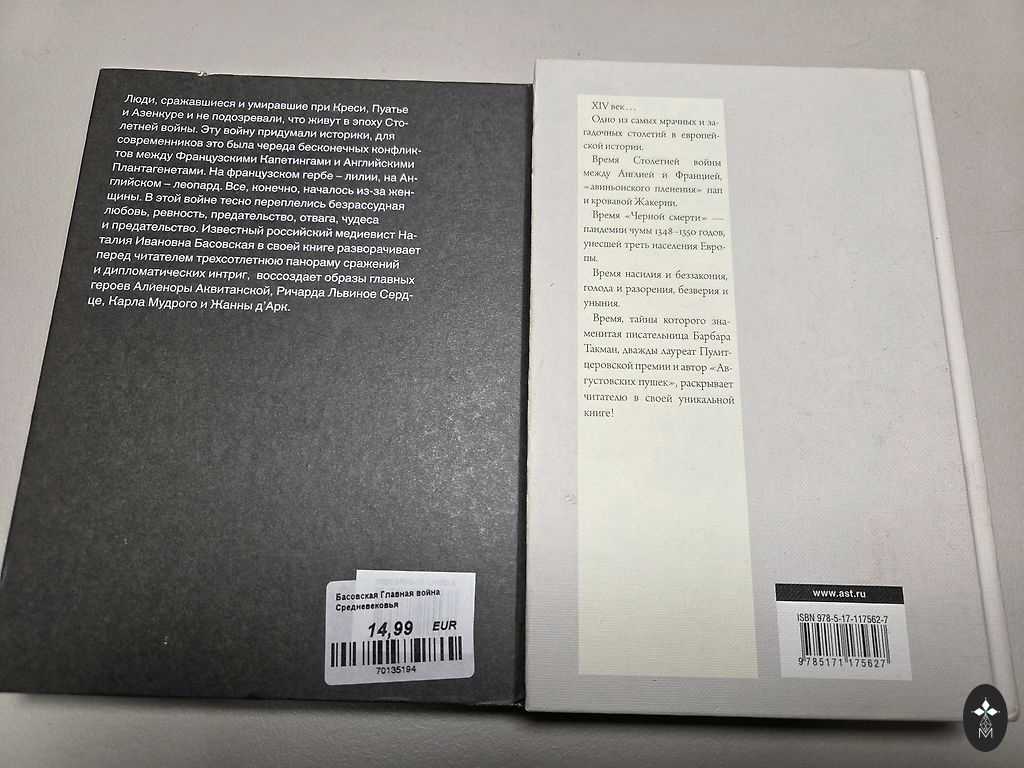 Люди, сражавшиеся и умиравшие при Креси, Пуатье
и Азенкуре и не подозревали, что живут в эпоху Сто-
летней войны. Эту войну придумали историки, для
современников это была череда бесконечных конфлик-
тов между Французскими Капетингами и Английскими
Плантагенетами. На французском гербе – лилии, на Ан-
глийском – леопард. Все, конечно, началось из-за жен-
щины. В этой войне тесно переплелись безрассудная
любовь, ревность, предательство, отвага, чудеса
и предательство. Известный российский медиевист На-
талия Ивановна Басовская в своей книге разворачивает
перед читателем трехсотлетнюю панораму сражений
и дипломатических интриг, воссоздает образы главных
героев Алиеноры Аквитанской, Ричарда Львиное Серд-
це, Карла Мудрого и Жанны д’Арк.
Басовская Главная война
Средневековья
14,99 EUR
70135194
XIV век...
Одно из самых мрачных и за-
гадочных столетий в европей-
ской истории.
Время Столетней войны
между Англией и Францией,
«авиньонского пленения» пап
и кровавой Жакерии.
Время «Черной смерти» —
пандемии чумы 1348–1350 годов,
унесшей треть населения Евро-
пы.
Время насилия и беззакония,
голода и разорения, безверия и
уныния.
Время, тайны которого зна-
менитая писательница Барбара
Такман, дважды лауреат Пулит-
церовской премии и автор «Ав-
густовских пушек», раскрывает
читателю в своей уникальной
книге!
www.ast.ru
ISBN 978-5-17-117562-7
9 785171 175627
M